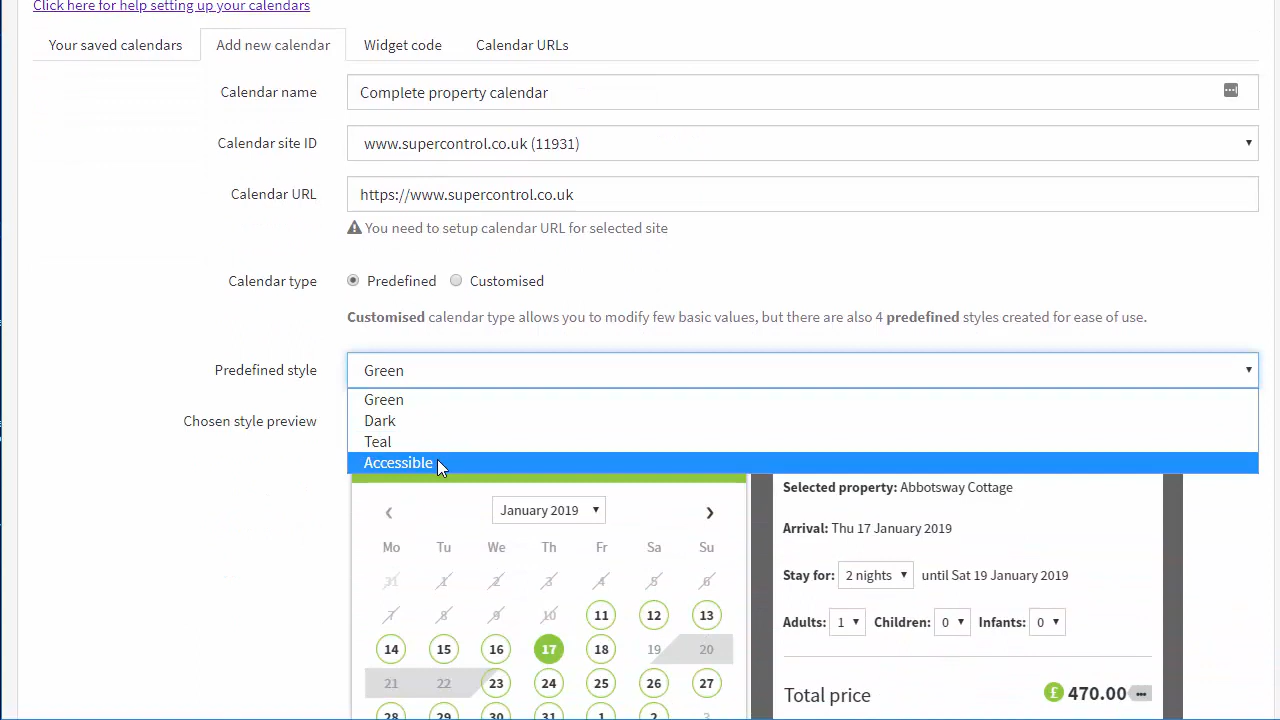 Click here for help setting up your calendars
Your saved calendars Add new calendar Widget code Calendar URLs
Calendar name Complete property calendar
Calendar site ID www.supercontrol.co.uk (11931)
Calendar URL https://www.supercontrol.co.uk
You need to setup calendar URL for selected site
Calendar type Predefined Customised
Customised calendar type allows you to modify few basic values, but there are also 4 predefined styles created for ease of use.
Predefined style Green
Green
Dark
Chosen style preview
Teal
Accessible
Selected property: Abbotsway Cottage
January 2019
Arrival: Thu 17 January 2019
Mo Tu We Th Fr Sa Su
31 1 2 3 4 5 6
Stay for: 2 nights until Sat 19 January 2019
7 8 9 10 11 12 13
Adults: 1 Children: 0 Infants: 0
14 15 16 17 18 19 20
21 22 23 24 25 26 27
Total price £ 470.00
28 29 30 31 1 2 3